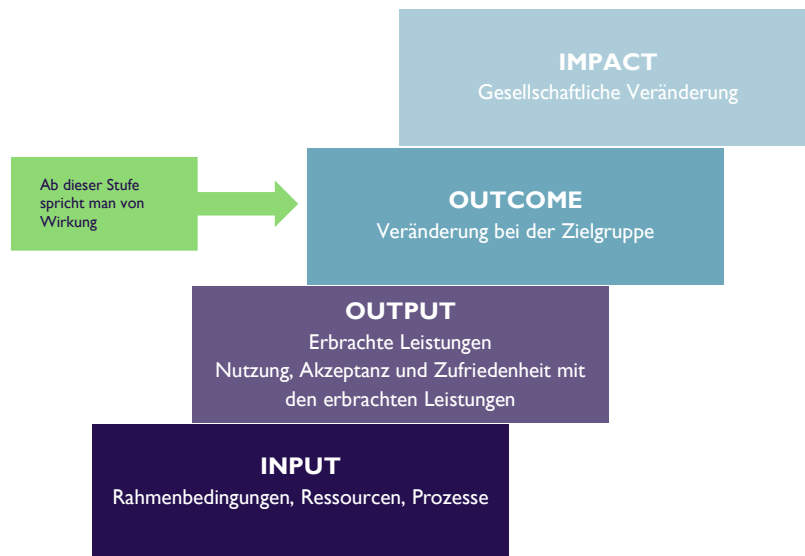 IMPACT
Gesellschaftliche Veränderung
Ab dieser Stufe
spricht man von
Wirkung
OUTCOME
Veränderung bei der Zielgruppe
OUTPUT
Erbrachte Leistungen
Nutzung, Akzeptanz und Zufriedenheit mit
den erbrachten Leistungen
INPUT
Rahmenbedingungen, Ressourcen, Prozesse